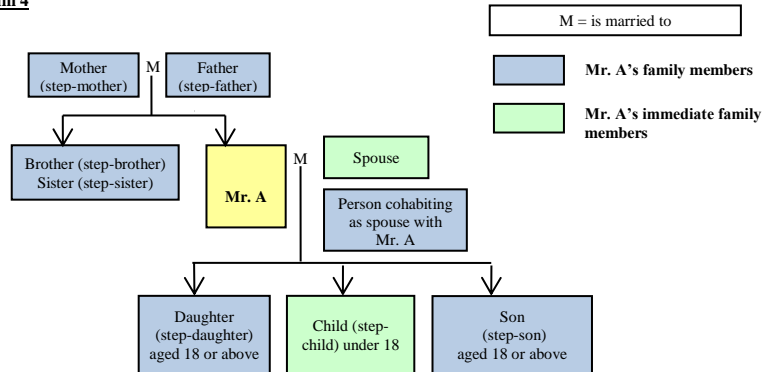 M = is married to
Mother
(step-mother)
M
Father
(step-father)
Mr. A's family members
Mr. A's immediate family
members
Brother (step-brother)
Sister (step-sister)
Mr. A
M
Spouse
Person cohabiting
as spouse with
Mr. A
Daughter
(step-daughter)
aged 18 or above
Child (step-
child) under 18
Son
(step-son)
aged 18 or above